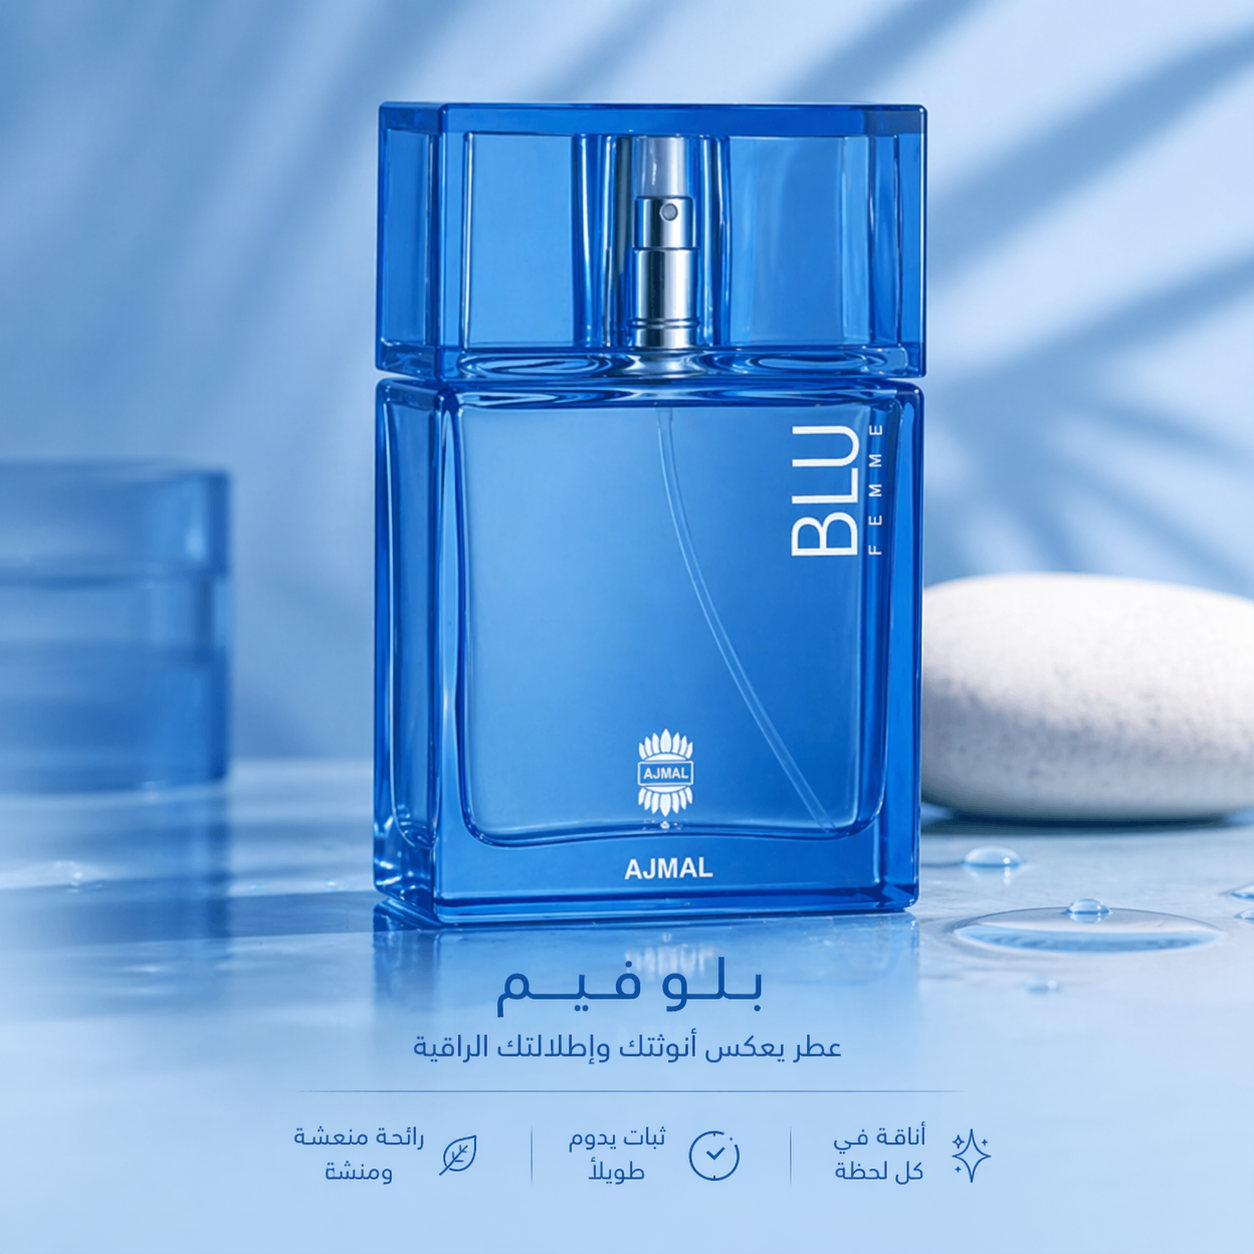 BLU
FEMME
AJMAL
AJMAL
بلو فيم
عطر يعكس أنوثتك وإطلالتك الراقية
أناقة في
كل لحظة
ثبات يدوم
طويلاً
رائحة منعشة
ومنشة